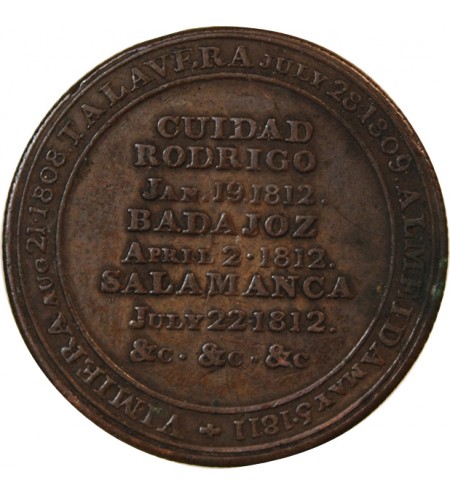 VIMIERA AUG 21·1808 TALAVERA JULY·28·1809·ALMEIDA MAY·5·1811
CUIDAD
RODRIGO
JAN. 19.1812.
BADAJOZ
APRIL 2·1812.
SALAMANCA
JULY·22·1812.
&c·&c·&c